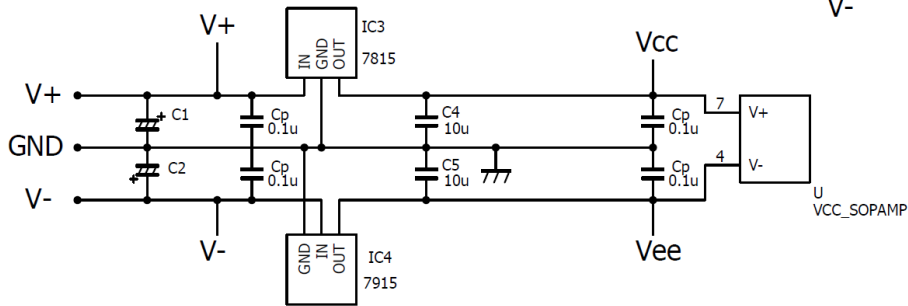 V-
V+
IC3
7815
IN
GND
OUT
Vcc
V+
C1
+
Cp
0.1u
C4
10u
Cp
0.1u
7
V+
GND
C2
+
Cp
0.1u
C5
10u
Cp
0.1u
4
V-
V-
U
VCC_SOPAMP
V-
GND
IN
OUT
IC4
7915
Vee